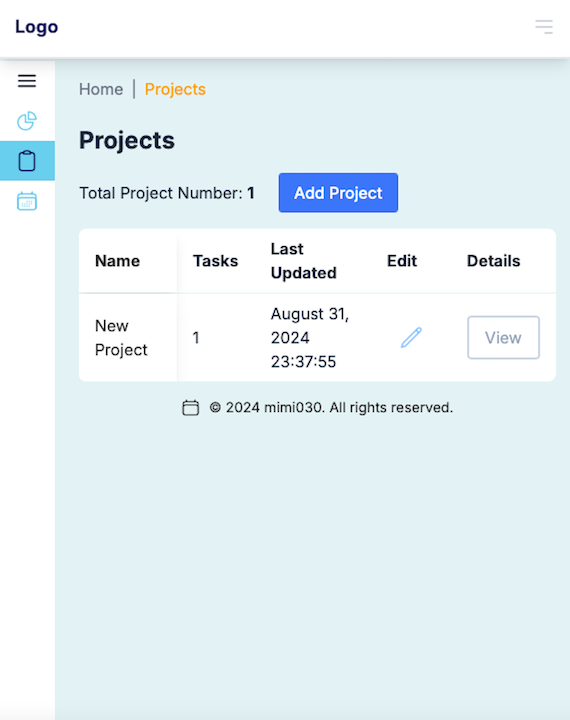 Logo
Home | Projects
Projects
Total Project Number: 1
Add Project
Name
Tasks
Last
Updated
Edit
Details
New
Project
1
August 31,
2024
23:37:55
View
© 2024 mimi030. All rights reserved.